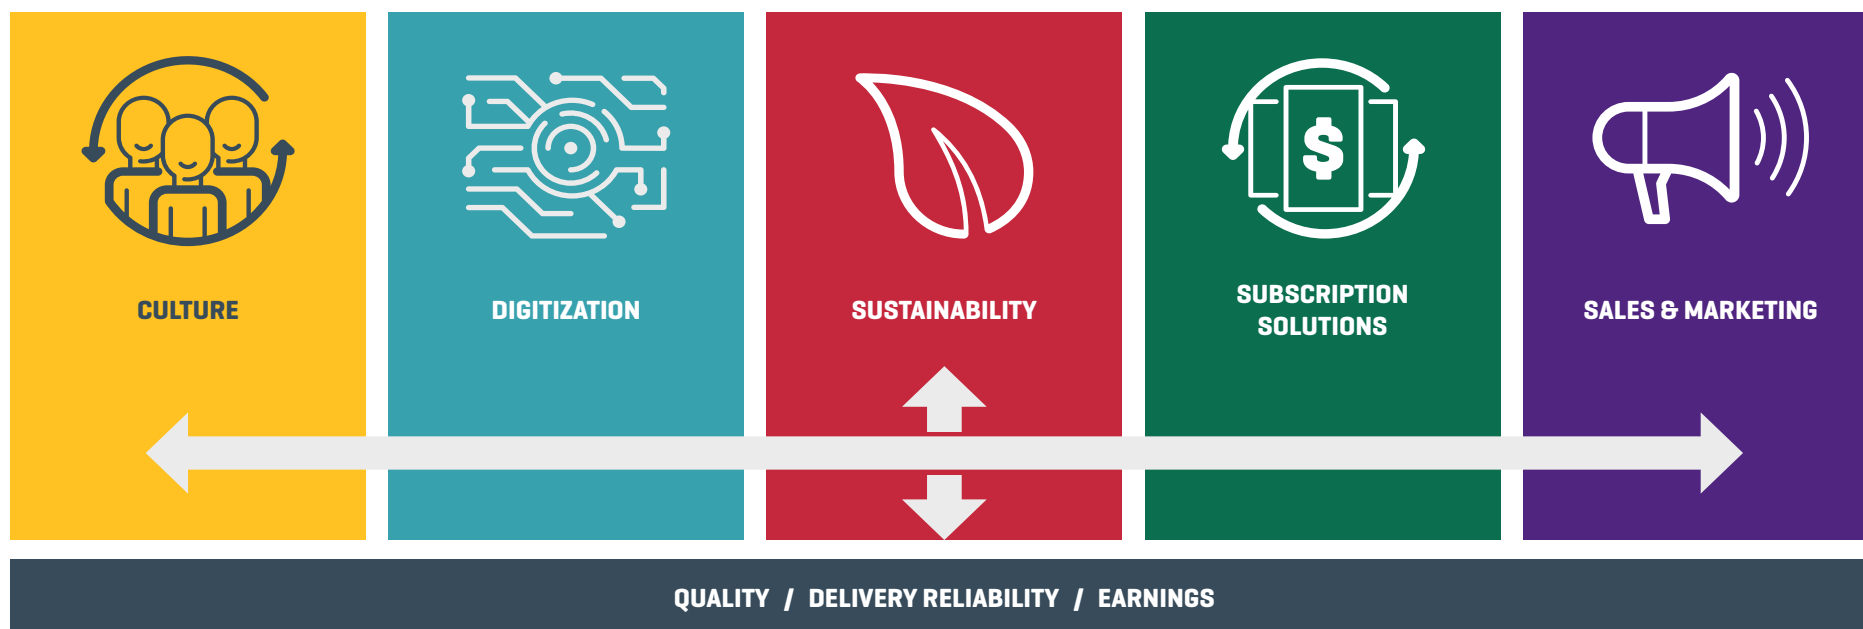 CULTURE
DIGITIZATION
SUSTAINABILITY
$
SUBSCRIPTION
SOLUTIONS
SALES & MARKETING
QUALITY / DELIVERY RELIABILITY / EARNINGS